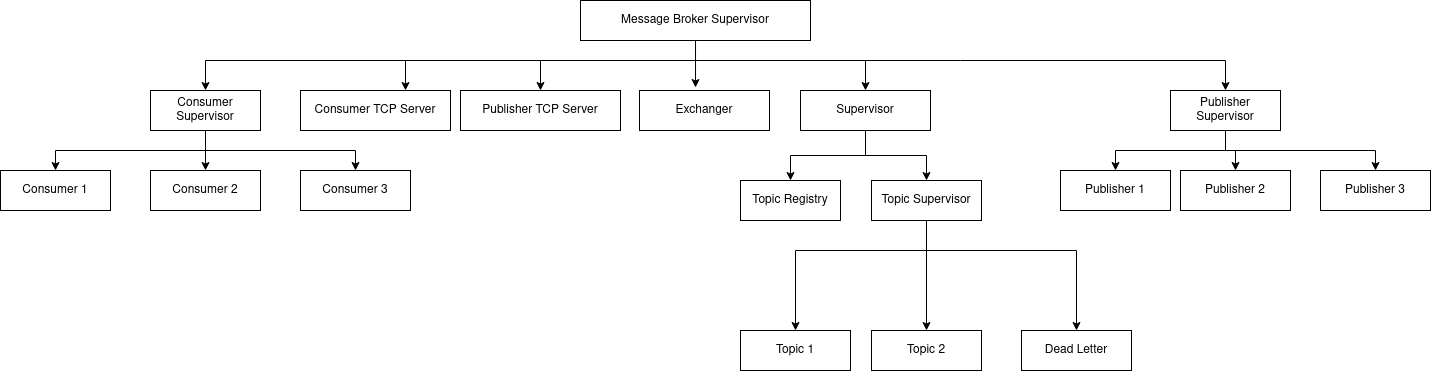 Message Broker Supervisor
Consumer
Supervisor
Consumer TCP Server
Publisher TCP Server
Exchanger
Supervisor
Publisher
Supervisor
Consumer 1
Consumer 2
Consumer 3
Topic Registry
Topic Supervisor
Publisher 1
Publisher 2
Publisher 3
Topic 1
Topic 2
Dead Letter